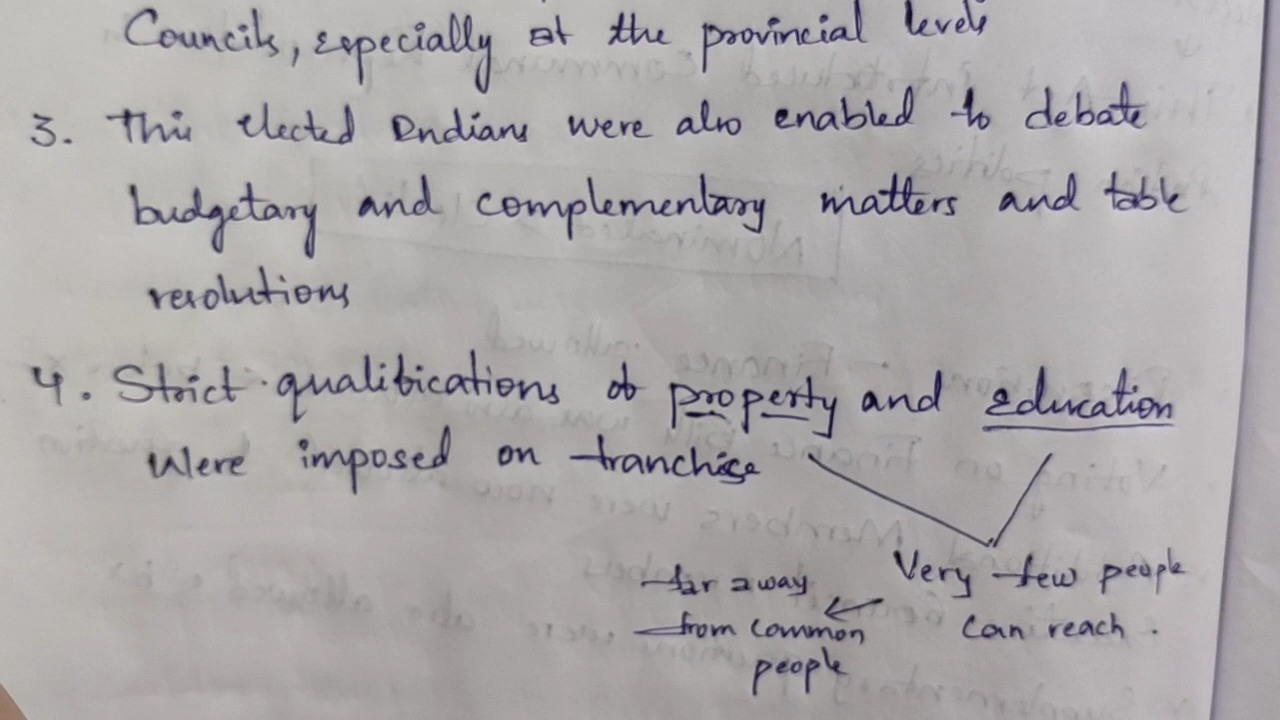 Councils, especially at the provincial levels
3. This elected Indians were also enabled to debate
budgetary and complementary matters and table
resolutions
4. Strict qualifications of property and education
were imposed on franchise
Very few people
can reach.
far away
from common
people